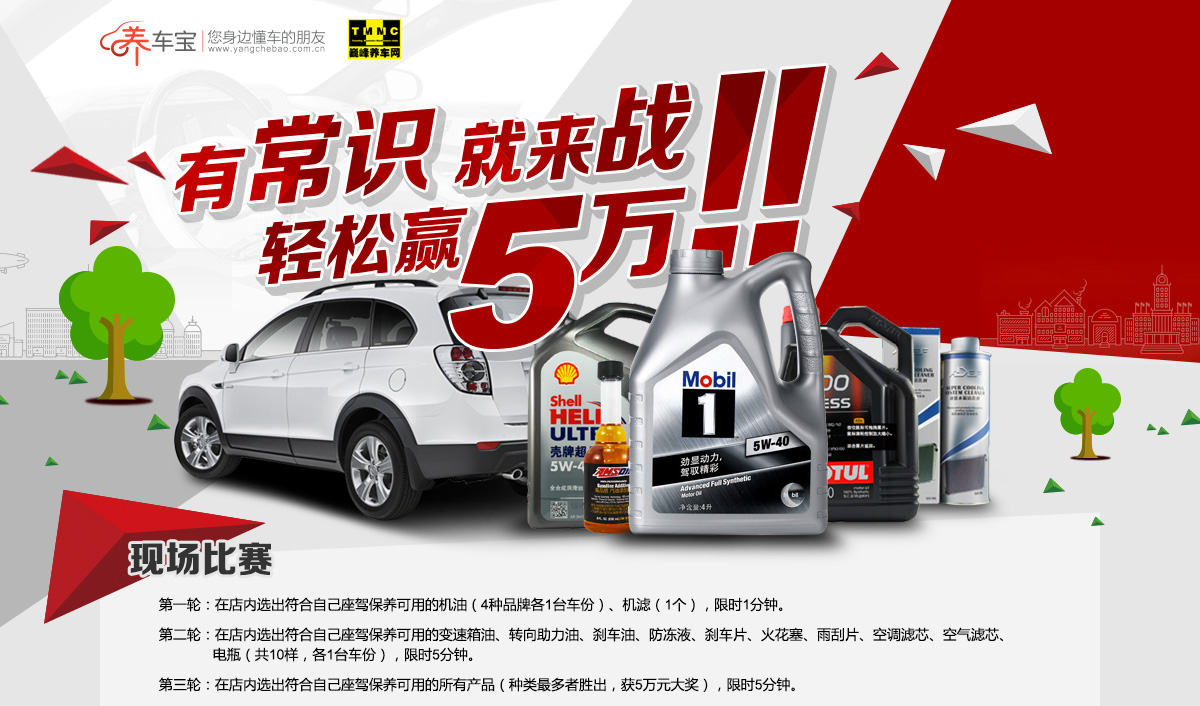 养车宝
您身边懂车的朋友
www.yangchebao.com.cn
TMNC
巅峰养车网
有常识 就来战!!
轻松赢5万
Shell
HELI
ULT
壳牌超
5W-4
AMSOIL
Mobil
1
5W-40
劲显动力,
驾驭精彩
Advanced Full Synthetic
Motor Oil
净含量:4升
00
ESS
TUL
SUPER COOLING
SYSTEM CLEANER
现场比赛
第一轮：在店内选出符合自己座驾保养可用的机油（4种品牌各1台车份）、机滤（1个），限时1分钟。
第二轮：在店内选出符合自己座驾保养可用的变速箱油、转向助力油、刹车油、防冻液、刹车片、火花塞、雨刮片、空调滤芯、空气滤芯、
电瓶（共10样，各1台车份），限时5分钟。
第三轮：在店内选出符合自己座驾保养可用的所有产品（种类最多者胜出，获5万元大奖），限时5分钟。